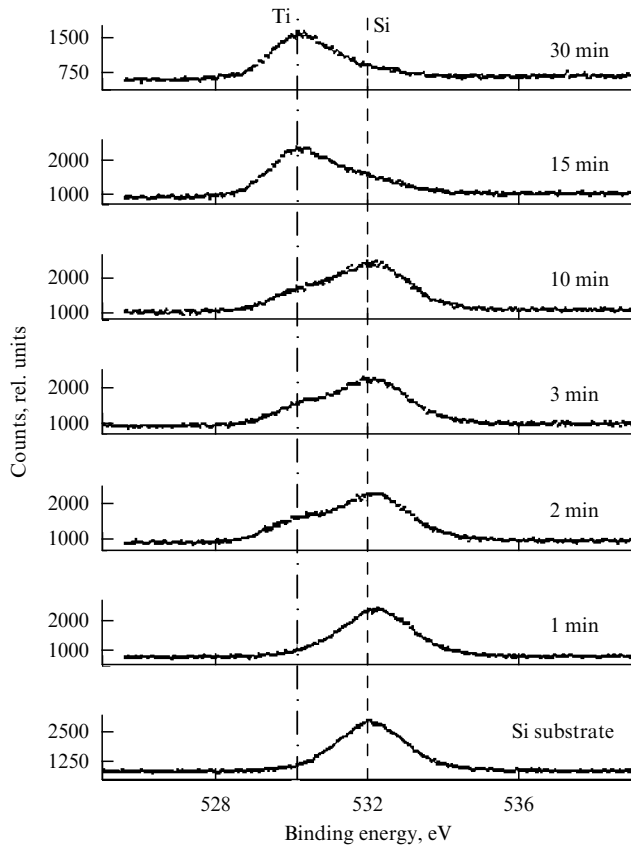 Ti
Si
1500
750
30 min
2000
1000
15 min
2000
1000
10 min
2000
1000
3 min
2000
1000
2 min
2000
1000
1 min
2500
1250
Si substrate
Counts, rel. units
528
532
536
Binding energy, eV